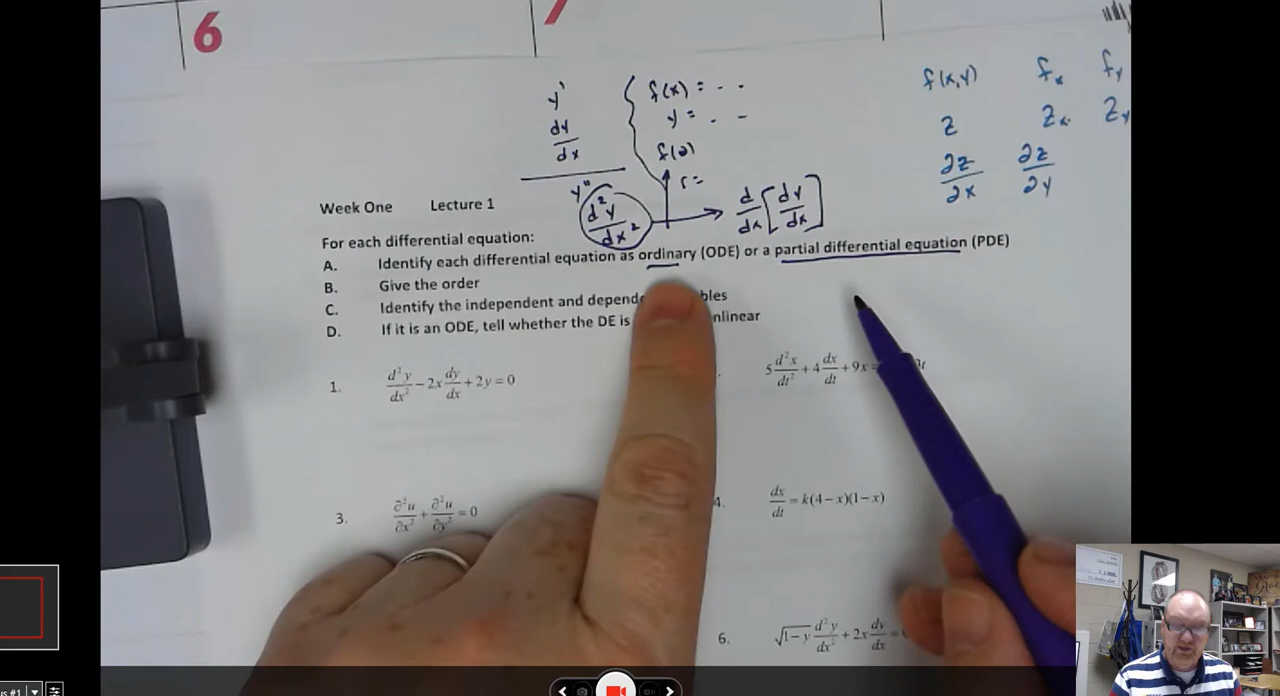 6 7
y' f(x) = . . f(x,y) fx fy
dy/dx y = . . z zx zy
f(2)
r = ∂z/∂x ∂z/∂y
y''
d²y/dx² d/dx [dy/dx]
Week One Lecture 1
For each differential equation:
A. Identify each differential equation as ordinary (ODE) or a partial differential equation (PDE)
B. Give the order
C. Identify the independent and depend bles
D. If it is an ODE, tell whether the DE is nlinear
1. d²y/dx² − 2x dy/dx + 2y = 0
5 d²x/dt² + 4 dx/dt + 9x
3. ∂²u/∂x² + ∂²u/∂y² = 0
4. dx/dt = k(4−x)(1−x)
6. √1−y d²y/dx² + 2x dy/dx =